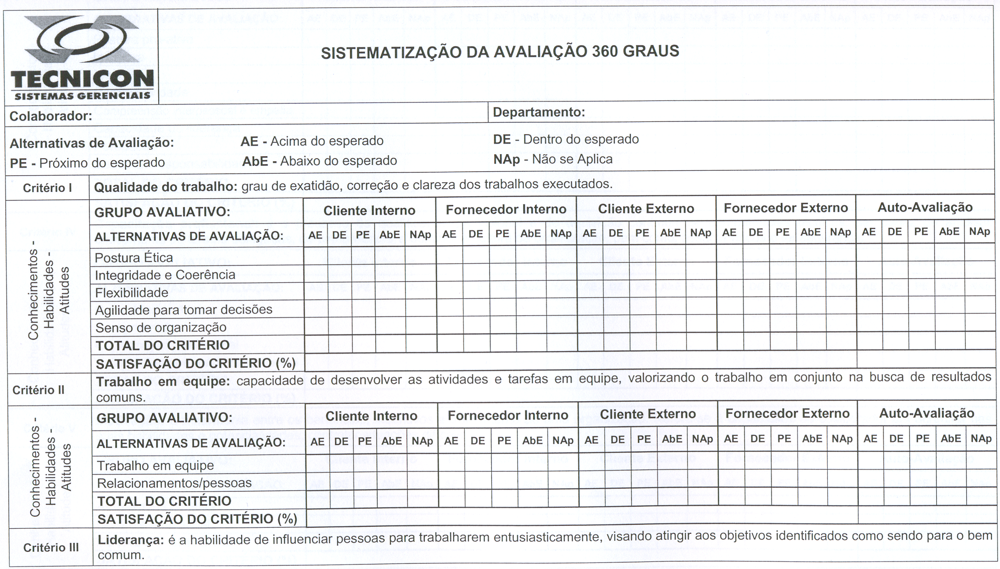 TECNICON
SISTEMAS GERENCIAIS
SISTEMATIZAÇÃO DA AVALIAÇÃO 360 GRAUS
Colaborador: Departamento:
Alternativas de Avaliação: AE - Acima do esperado DE - Dentro do esperado
PE - Próximo do esperado AbE - Abaixo do esperado NAp - Não se Aplica
Critério I Qualidade do trabalho: grau de exatidão, correção e clareza dos trabalhos executados.
Conhecimentos -
Habilidades -
Atitudes
GRUPO AVALIATIVO: Cliente Interno Fornecedor Interno Cliente Externo Fornecedor Externo Auto-Avaliação
ALTERNATIVAS DE AVALIAÇÃO: AE DE PE AbE NAp AE DE PE AbE NAp AE DE PE AbE NAp AE DE PE AbE NAp AE DE PE AbE NAp
Postura Ética
Integridade e Coerência
Flexibilidade
Agilidade para tomar decisões
Senso de organização
TOTAL DO CRITÉRIO
SATISFAÇÃO DO CRITÉRIO (%)
Critério II Trabalho em equipe: capacidade de desenvolver as atividades e tarefas em equipe, valorizando o trabalho em conjunto na busca de resultados
comuns.
Conhecimentos -
Habilidades -
Atitudes
GRUPO AVALIATIVO: Cliente Interno Fornecedor Interno Cliente Externo Fornecedor Externo Auto-Avaliação
ALTERNATIVAS DE AVALIAÇÃO: AE DE PE AbE NAp AE DE PE AbE NAp AE DE PE AbE NAp AE DE PE AbE NAp AE DE PE AbE NAp
Trabalho em equipe
Relacionamentos/pessoas
TOTAL DO CRITÉRIO
SATISFAÇÃO DO CRITÉRIO (%)
Critério III Liderança: é a habilidade de influenciar pessoas para trabalharem entusiasticamente, visando atingir aos objetivos identificados como sendo para o bem
comum.